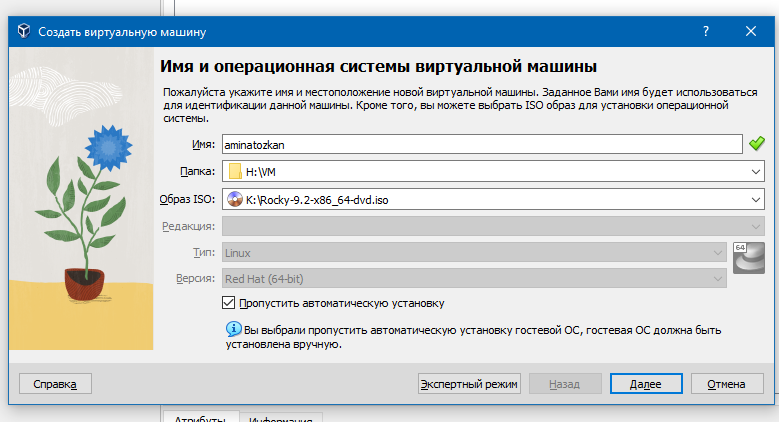 Создать виртуальную машину
?
Имя и операционная системы виртуальной машины
Пожалуйста укажите имя и местоположение новой виртуальной машины. Заданное Вами имя будет использоваться
для идентификации данной машины. Кроме того, вы можете выбрать ISO образ для установки операционной
системы.
Имя: aminatozkan
Папка: H:\VM
Образ ISO: K:\Rocky-9.2-x86_64-dvd.iso
Редакция:
Тип: Linux
64
Версия: Red Hat (64-bit)
Пропустить автоматическую установку
Вы выбрали пропустить автоматическую установку гостевой ОС, гостевая ОС должна быть
установлена вручную.
Справка Экспертный режим Назад Далее Отмена
Атрибуты Информация